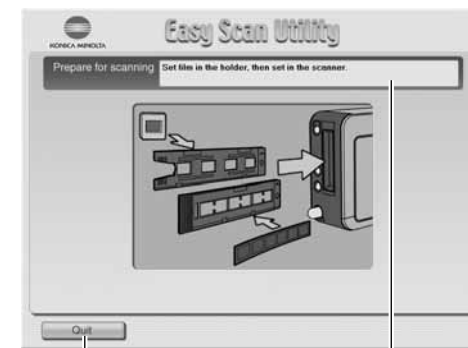 Easy Scan Utility
KONICA MINOLTA
Prepare for scanning
Set film in the holder, then set in the scanner.
Quit